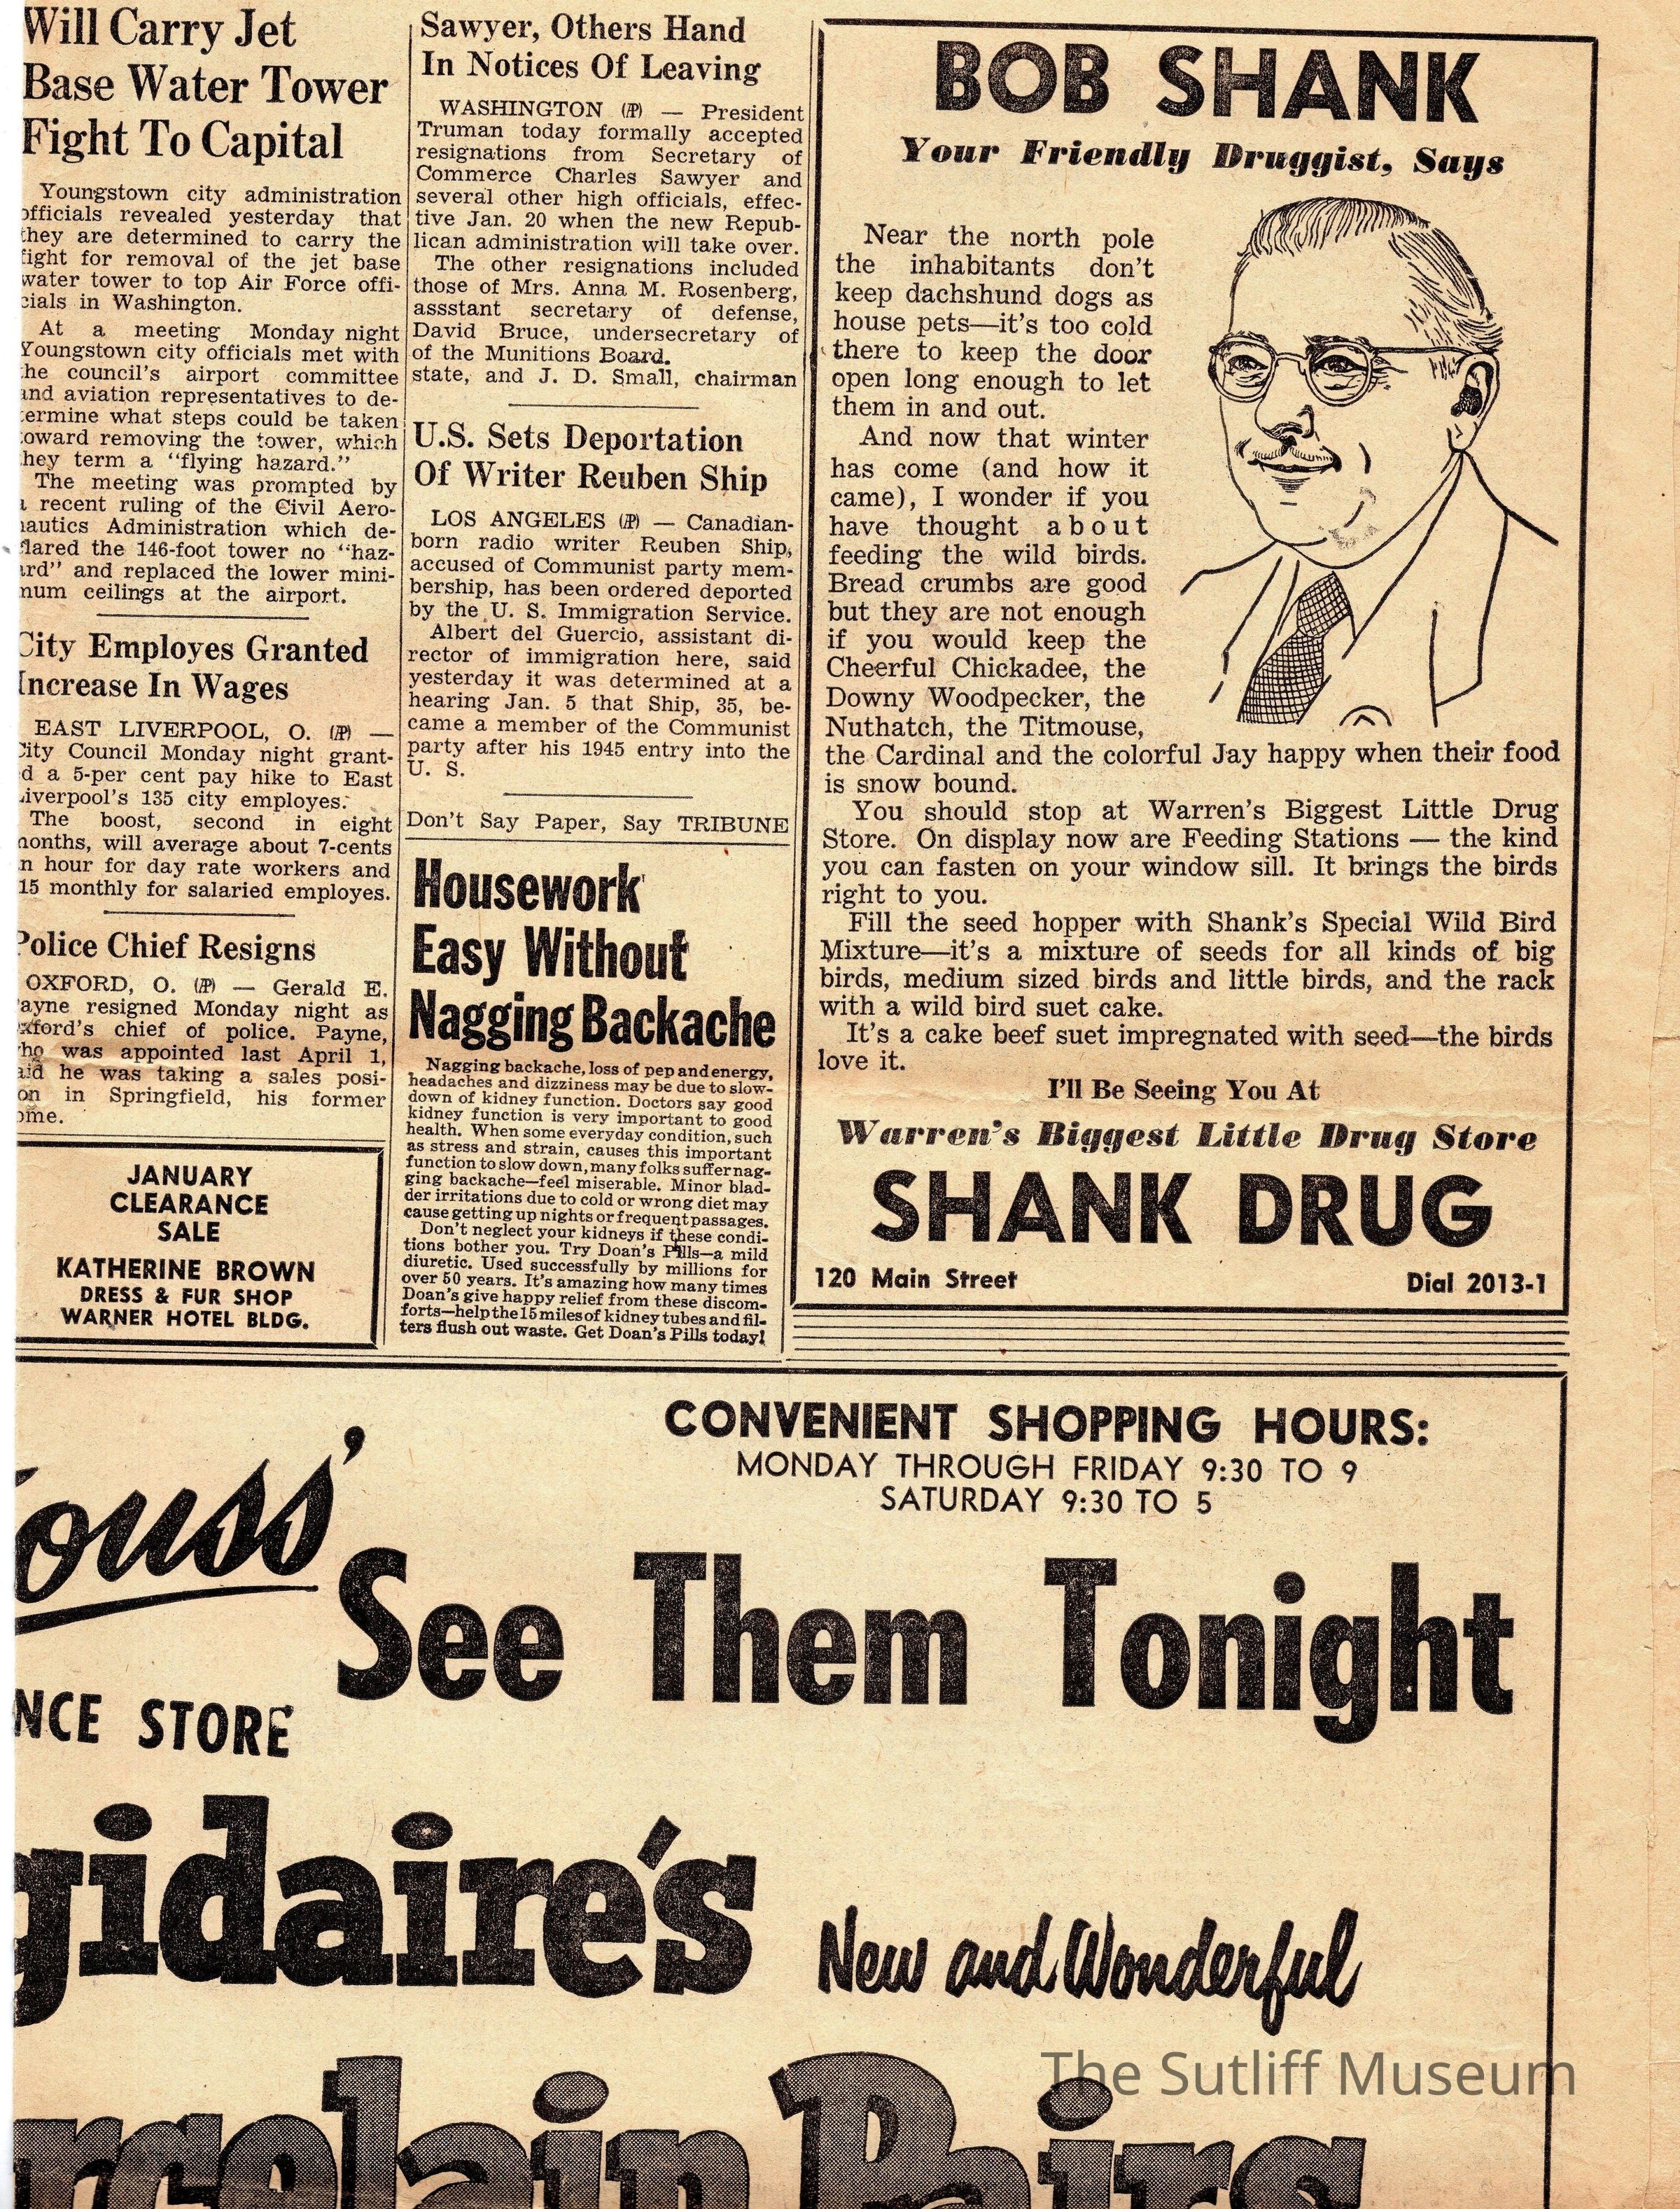 Will Carry Jet
Base Water Tower
Fight To Capital
Youngstown city administration
officials revealed yesterday that
they are determined to carry the
fight for removal of the jet base
water tower to top Air Force offi-
cials in Washington.
At a meeting Monday night
Youngstown city officials met with
the council's airport committee
and aviation representatives to de-
termine what steps could be taken
toward removing the tower, which
they term a "flying hazard."
The meeting was prompted by
a recent ruling of the Civil Aero-
nautics Administration which de-
clared the 146-foot tower no "haz-
ard" and replaced the lower mini-
mum ceilings at the airport.
City Employes Granted
Increase In Wages
EAST LIVERPOOL, O. (AP) —
City Council Monday night grant-
ed a 5-per cent pay hike to East
Liverpool's 135 city employes.
The boost, second in eight
months, will average about 7-cents
an hour for day rate workers and
15 monthly for salaried employes.
Police Chief Resigns
OXFORD, O. (AP) — Gerald E.
Payne resigned Monday night as
Oxford's chief of police. Payne,
who was appointed last April 1,
said he was taking a sales posi-
on in Springfield, his former
ome.
JANUARY
CLEARANCE
SALE
KATHERINE BROWN
DRESS & FUR SHOP
WARNER HOTEL BLDG.
Sawyer, Others Hand
In Notices Of Leaving
WASHINGTON (AP) — President
Truman today formally accepted
resignations from Secretary of
Commerce Charles Sawyer and
several other high officials, effec-
tive Jan. 20 when the new Repub-
lican administration will take over.
The other resignations included
those of Mrs. Anna M. Rosenberg,
assstant secretary of defense,
David Bruce, undersecretary of
of the Munitions Board.
state, and J. D. Small, chairman
U.S. Sets Deportation
Of Writer Reuben Ship
LOS ANGELES (AP) — Canadian-
born radio writer Reuben Ship,
accused of Communist party mem-
bership, has been ordered deported
by the U. S. Immigration Service.
Albert del Guercio, assistant di-
rector of immigration here, said
yesterday it was determined at a
hearing Jan. 5 that Ship, 35, be-
came a member of the Communist
party after his 1945 entry into the
U. S.
Don't Say Paper, Say TRIBUNE
Housework
Easy Without
Nagging Backache
Nagging backache, loss of pep and energy,
headaches and dizziness may be due to slow-
down of kidney function. Doctors say good
kidney function is very important to good
health. When some everyday condition, such
as stress and strain, causes this important
function to slow down, many folks suffer nag-
ging backache—feel miserable. Minor blad-
der irritations due to cold or wrong diet may
cause getting up nights or frequent passages.
Don't neglect your kidneys if these condi-
tions bother you. Try Doan's Pills—a mild
diuretic. Used successfully by millions for
over 50 years. It's amazing how many times
Doan's give happy relief from these discom-
forts—help the 15 miles of kidney tubes and fil-
ters flush out waste. Get Doan's Pills today!
BOB SHANK
Your Friendly Druggist, Says
Near the north pole
the inhabitants don't
keep dachshund dogs as
house pets—it's too cold
there to keep the door
open long enough to let
them in and out.
And now that winter
has come (and how it
came), I wonder if you
have thought about
feeding the wild birds.
Bread crumbs are good
but they are not enough
if you would keep the
Cheerful Chickadee, the
Downy Woodpecker, the
Nuthatch, the Titmouse,
the Cardinal and the colorful Jay happy when their food
is snow bound.
You should stop at Warren's Biggest Little Drug
Store. On display now are Feeding Stations — the kind
you can fasten on your window sill. It brings the birds
right to you.
Fill the seed hopper with Shank's Special Wild Bird
Mixture—it's a mixture of seeds for all kinds of big
birds, medium sized birds and little birds, and the rack
with a wild bird suet cake.
It's a cake beef suet impregnated with seed—the birds
love it.
I'll Be Seeing You At
Warren's Biggest Little Drug Store
SHANK DRUG
120 Main Street Dial 2013-1
CONVENIENT SHOPPING HOURS:
MONDAY THROUGH FRIDAY 9:30 TO 9
SATURDAY 9:30 TO 5
ouss'
See Them Tonight
NCE STORE
gidaire's
New and Wonderful
rcelain Pairs
The Sutliff Museum